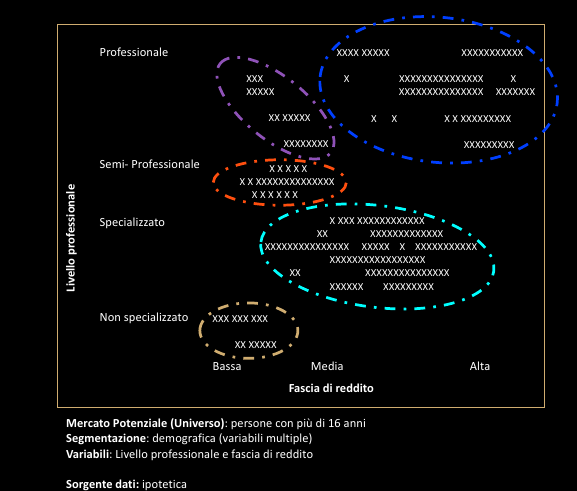 Professionale
XXXX XXXXX XXXXXXXXXXX
XXX X XXXXXXXXXXXXXXX X
XXXXX XXXXXXXXXXXXXXX XXXXXXX
XX XXXXX X X X X XXXXXXXXX
XXXXXXXX XXXXXXXXX
Semi- Professionale
X X X X X
X X XXXXXXXXXXXXXX
X X X X X X
Specializzato
X XXX XXXXXXXXXXXX
XX XXXXXXXXXXXXX
XXXXXXXXXXXXXXX XXXXX X XXXXXXXXXXX
XXXXXXXXXXXXXXXXX
XX XXXXXXXXXXXXXXX
XXXXXX XXXXXXXXX
Non specializzato
XXX XXX XXX
XX XXXXX
Livello professionale
Bassa Media Alta
Fascia di reddito
Mercato Potenziale (Universo): persone con più di 16 anni
Segmentazione: demografica (variabili multiple)
Variabili: Livello professionale e fascia di reddito
Sorgente dati: ipotetica